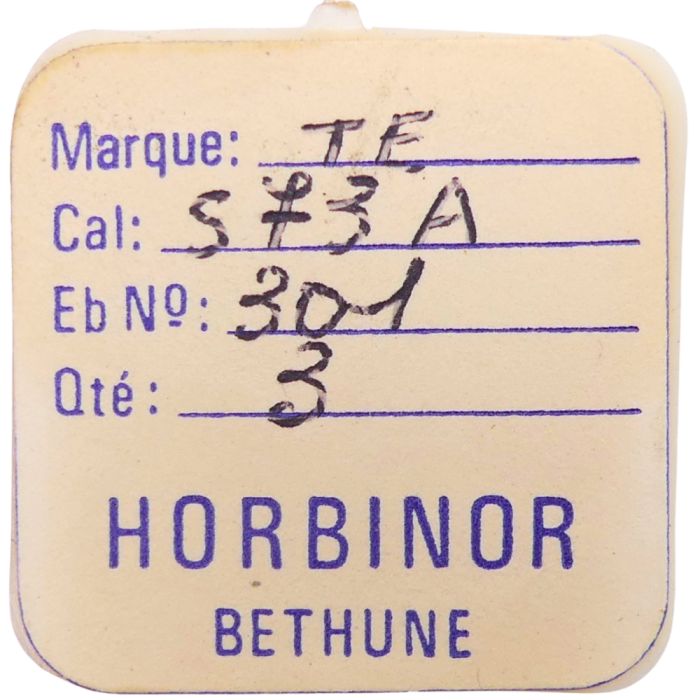 Marque: TE
Cal: 573 A
Eb Nº: 301
Qté: 3
HORBINOR
BETHUNE